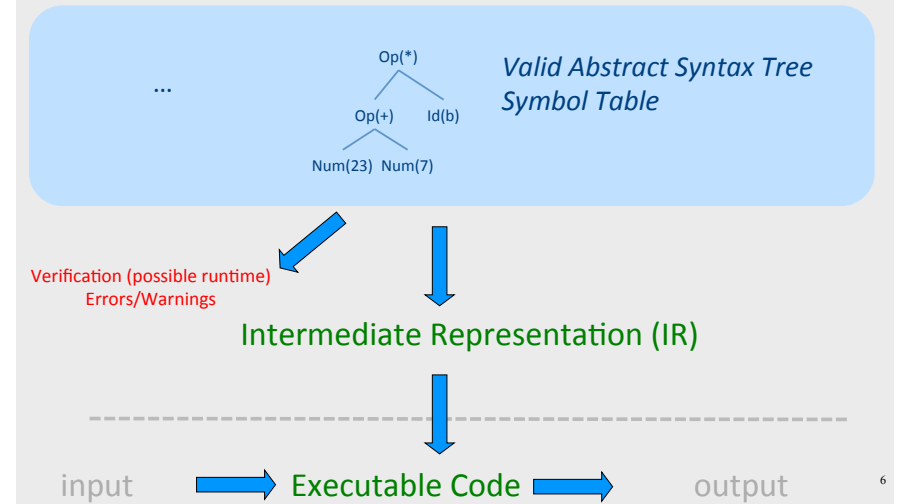 ...
Op(*)
Op(+) Id(b)
Num(23) Num(7)
Valid Abstract Syntax Tree
Symbol Table
Verification (possible runtime)
Errors/Warnings
Intermediate Representation (IR)
input Executable Code output
6